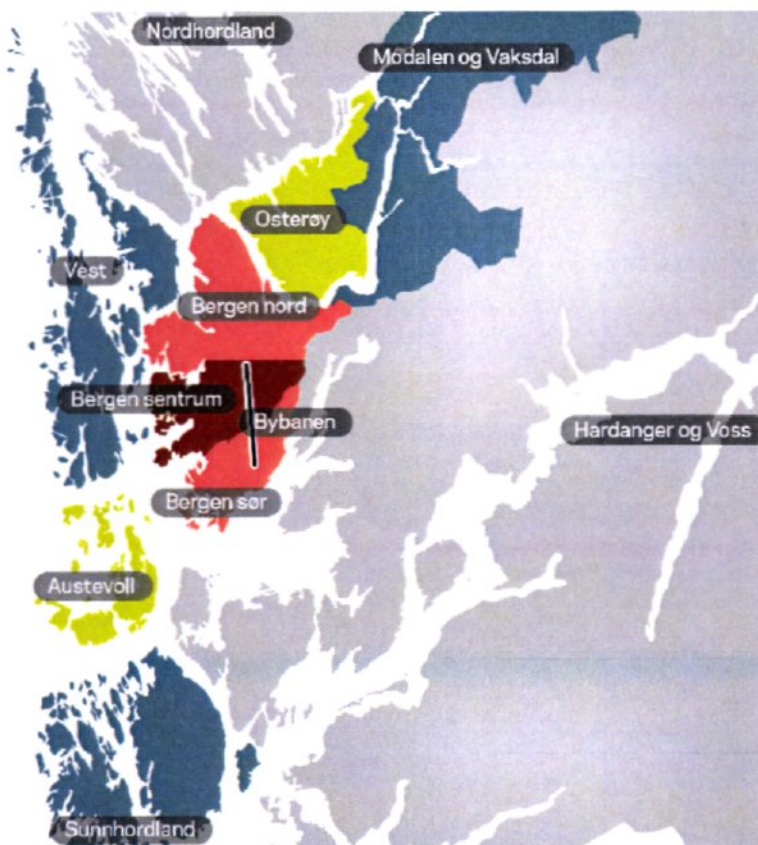 Nordhordland
Modalen og Vaksdal
Osterøy
Vest
Bergen nord
Bergen sentrum
Bybanen
Hardanger og Voss
Bergen sør
Austevoll
Sunnhordland